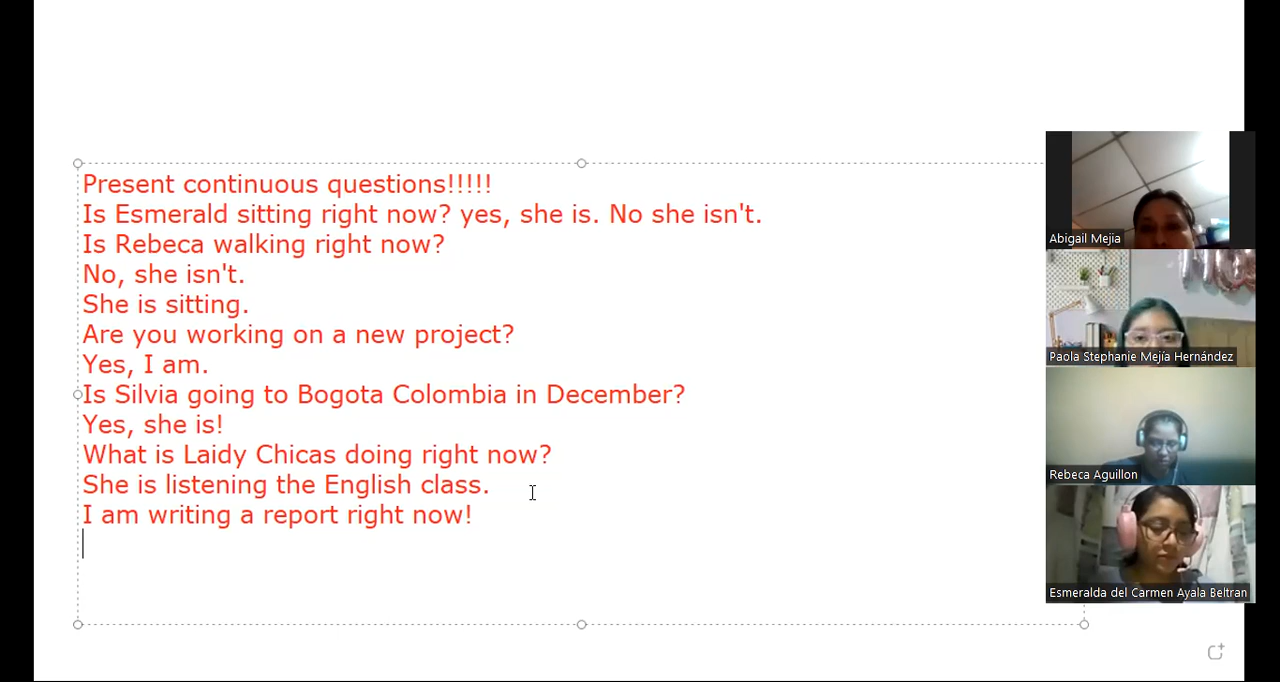 Present continuous questions!!!!!
Is Esmerald sitting right now? yes, she is. No she isn't.
Is Rebeca walking right now?
No, she isn't.
She is sitting.
Are you working on a new project?
Yes, I am.
Is Silvia going to Bogota Colombia in December?
Yes, she is!
What is Laidy Chicas doing right now?
She is listening the English class.
I am writing a report right now!
Abigail Mejia
Paola Stephanie Mejía Hernández
Rebeca Aguillon
Esmeralda del Carmen Ayala Beltran